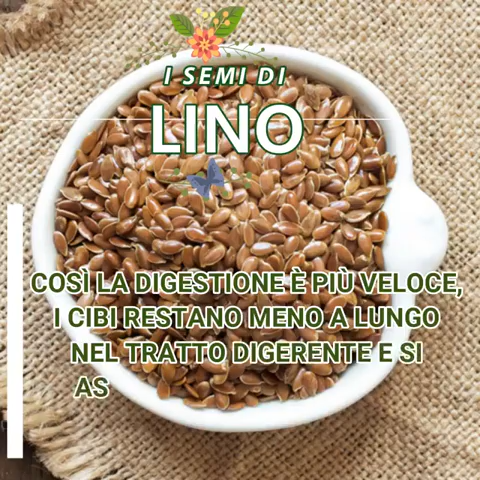 I SEMI DI
LINO
COSÌ LA DIGESTIONE È PIÙ VELOCE,
I CIBI RESTANO MENO A LUNGO
NEL TRATTO DIGERENTE E SI
AS